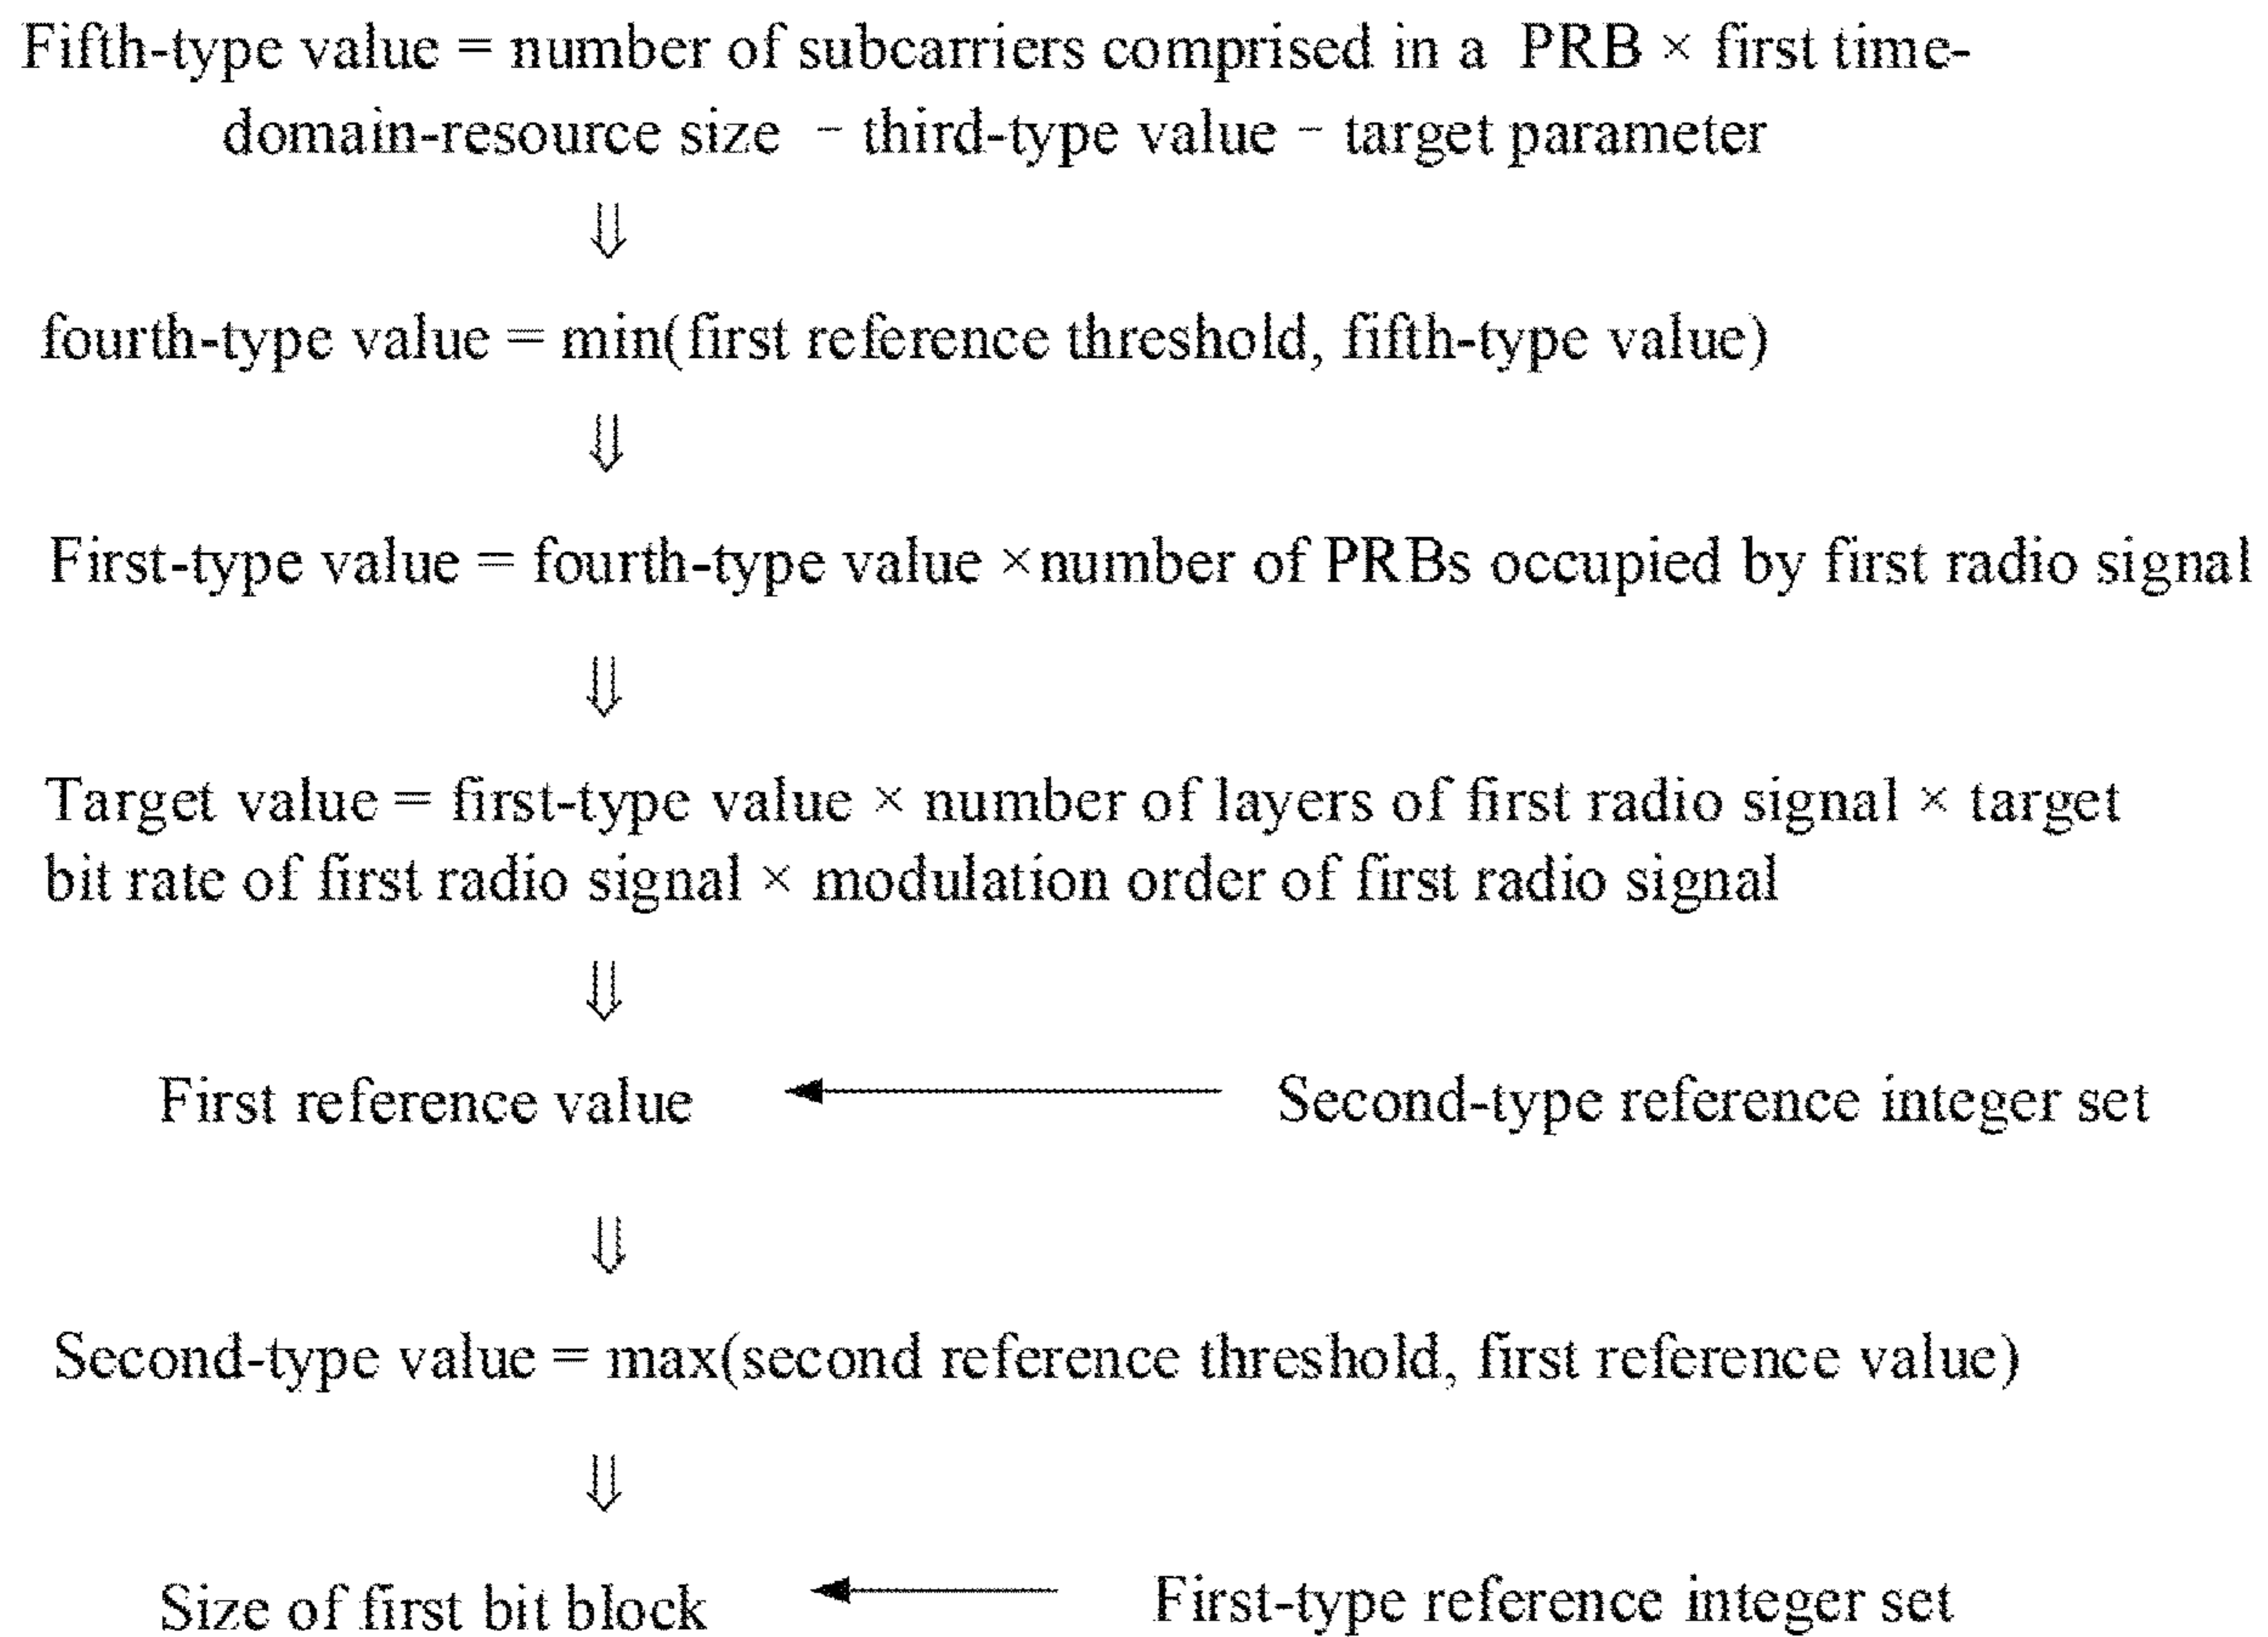 Fifth-type value = number of subcarriers comprised in a PRB × first time-
domain-resource size − third-type value − target parameter
⇓
fourth-type value = min(first reference threshold, fifth-type value)
⇓
First-type value = fourth-type value ×number of PRBs occupied by first radio signal
⇓
Target value = first-type value × number of layers of first radio signal × target
bit rate of first radio signal × modulation order of first radio signal
⇓
First reference value ← Second-type reference integer set
⇓
Second-type value = max(second reference threshold, first reference value)
⇓
Size of first bit block ← First-type reference integer set